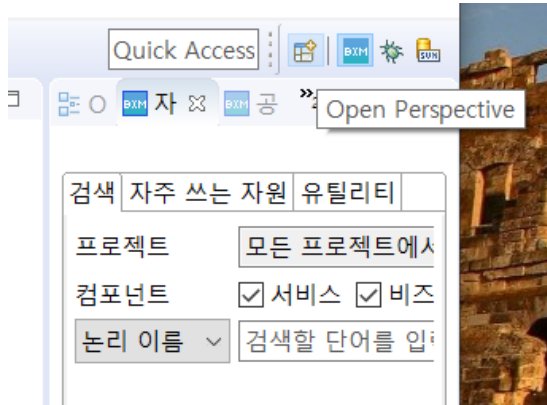 Quick Access BXM SUN
O BXM 자 BXM 공 »2
Open Perspective
검색 자주 쓰는 자원 유틸리티
프로젝트 모든 프로젝트에서
컴포넌트 서비스 비즈
논리 이름 검색할 단어를 입